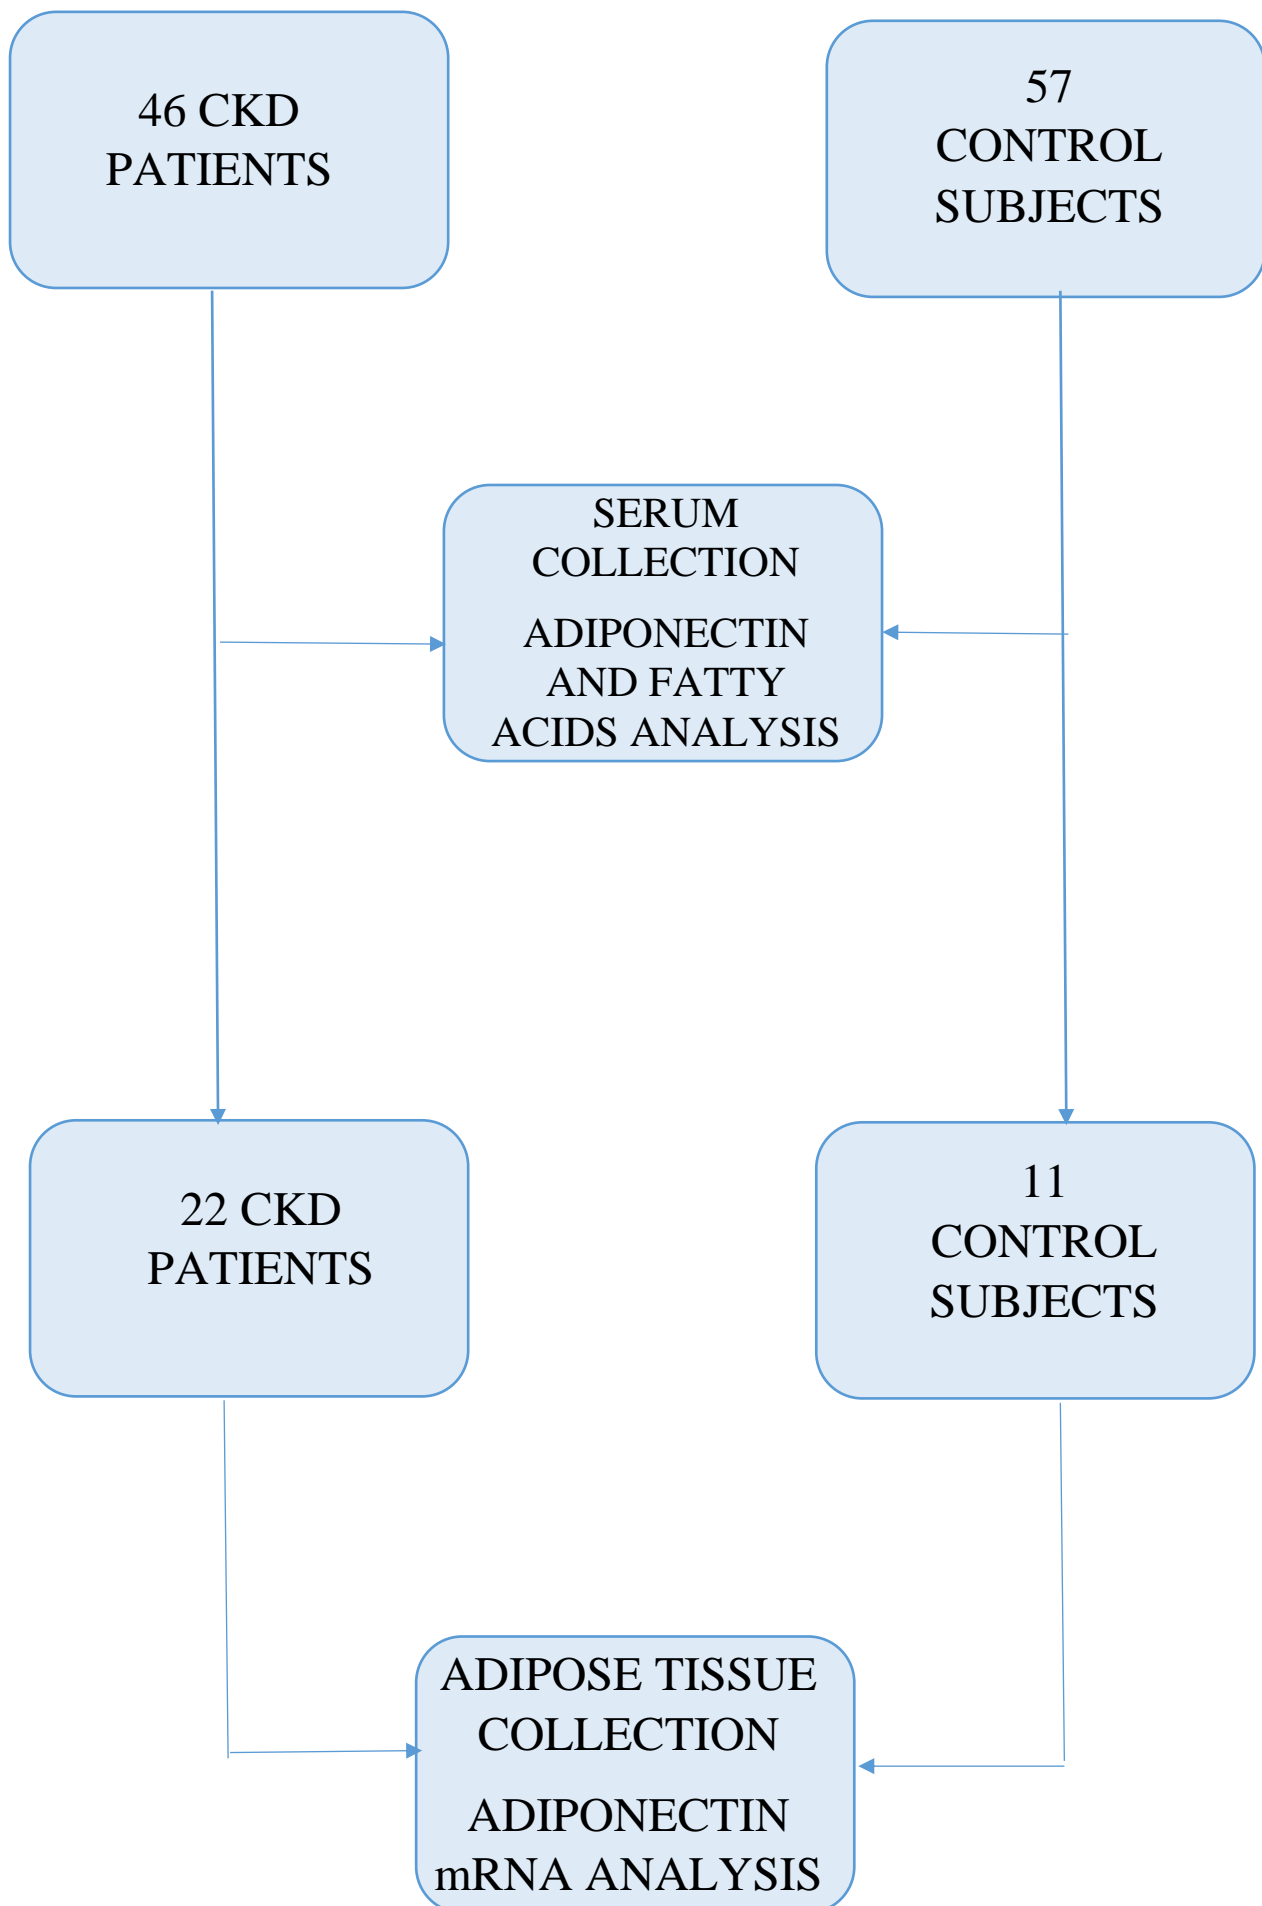 46 CKD
PATIENTS
57
CONTROL
SUBJECTS
SERUM
COLLECTION
ADIPONECTIN
AND FATTY
ACIDS ANALYSIS
22 CKD
PATIENTS
11
CONTROL
SUBJECTS
ADIPOSE TISSUE
COLLECTION
ADIPONECTIN
mRNA ANALYSIS